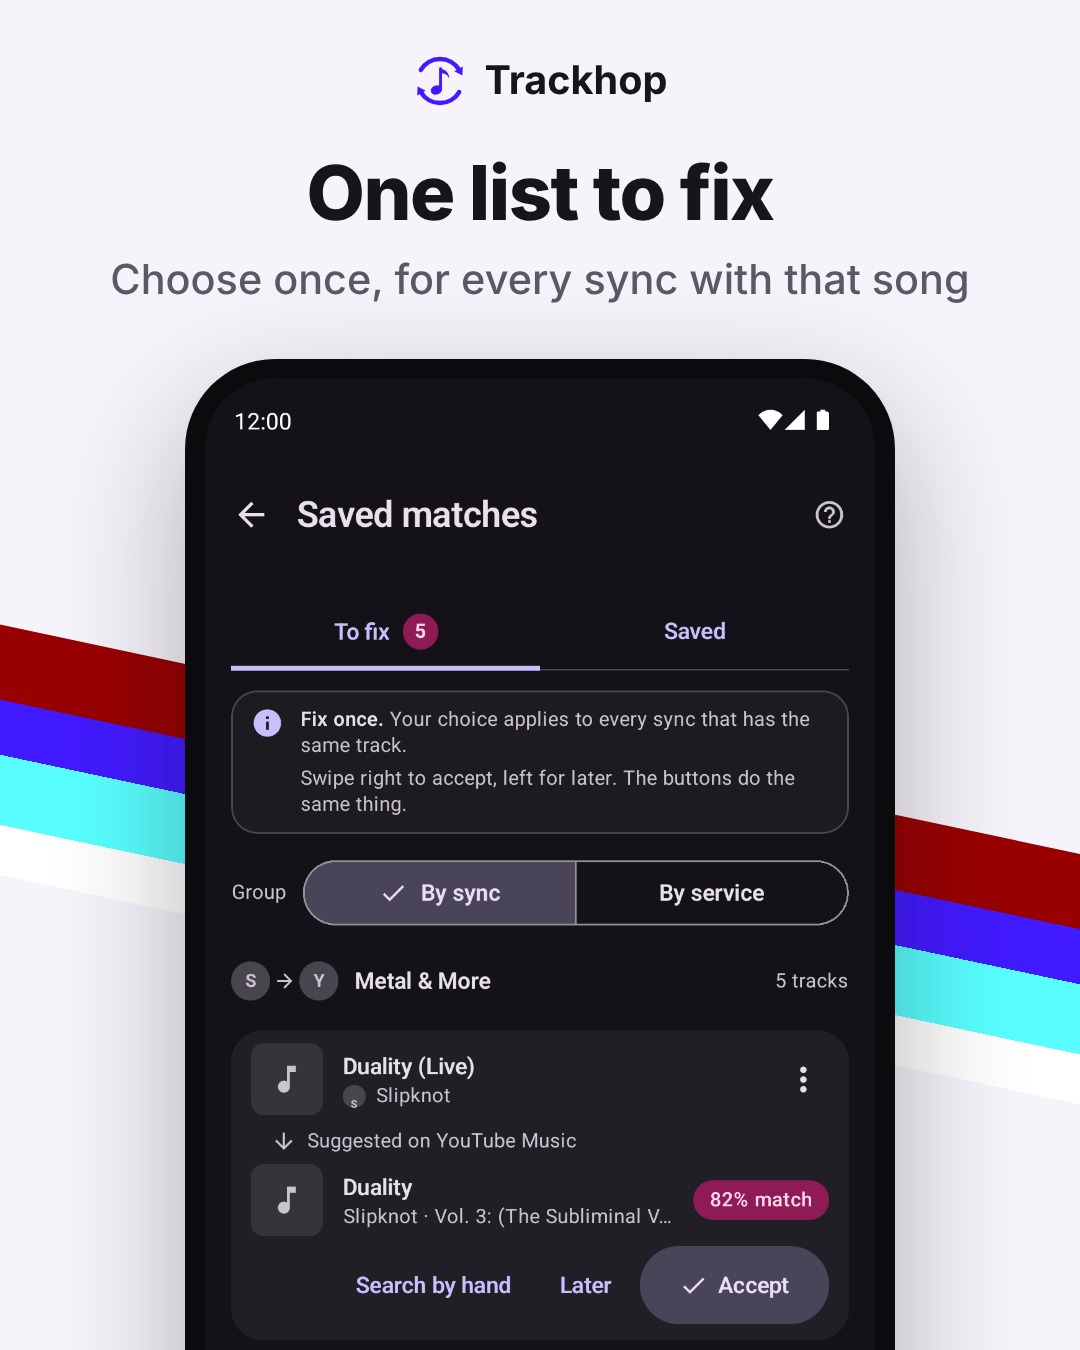 Trackhop
One list to fix
Choose once, for every sync with that song
12:00
Saved matches
To fix 5
Saved
Fix once. Your choice applies to every sync that has the
same track.
Swipe right to accept, left for later. The buttons do the
same thing.
Group
By sync
By service
S → Y Metal & More
5 tracks
Duality (Live)
S Slipknot
Suggested on YouTube Music
Duality
Slipknot · Vol. 3: (The Subliminal V...
82% match
Search by hand
Later
Accept